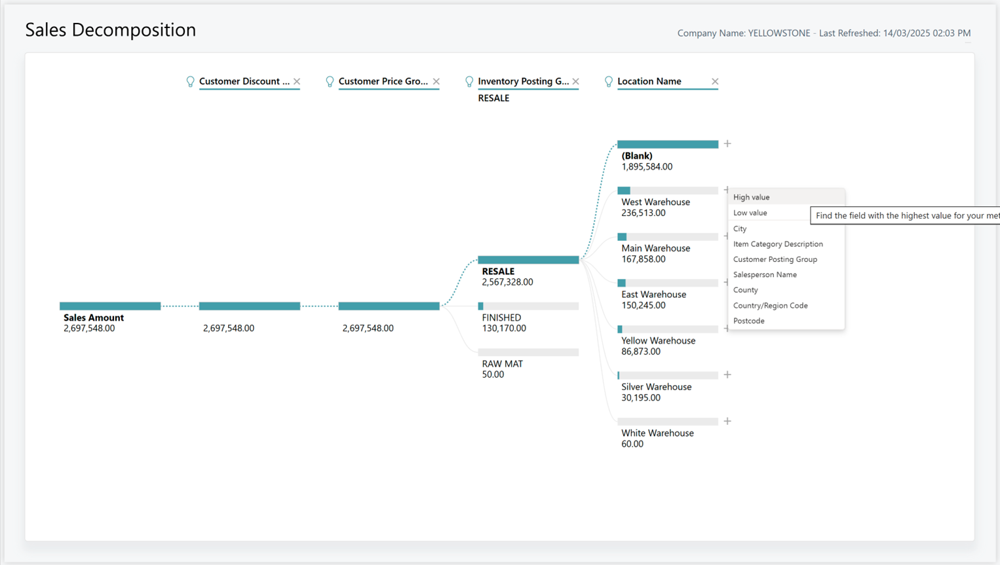 Sales Decomposition
Company Name: YELLOWSTONE - Last Refreshed: 14/03/2025 02:03 PM
Customer Discount ...
Customer Price Gro...
Inventory Posting G...
Location Name
RESALE
(Blank)
1,895,584.00
West Warehouse
236,513.00
Main Warehouse
167,858.00
East Warehouse
150,245.00
Yellow Warehouse
86,873.00
Silver Warehouse
30,195.00
White Warehouse
60.00
RESALE
2,567,328.00
FINISHED
130,170.00
RAW MAT
50.00
Sales Amount
2,697,548.00
2,697,548.00
2,697,548.00
High value
Low value
Find the field with the highest value for your met
City
Item Category Description
Customer Posting Group
Salesperson Name
County
Country/Region Code
Postcode